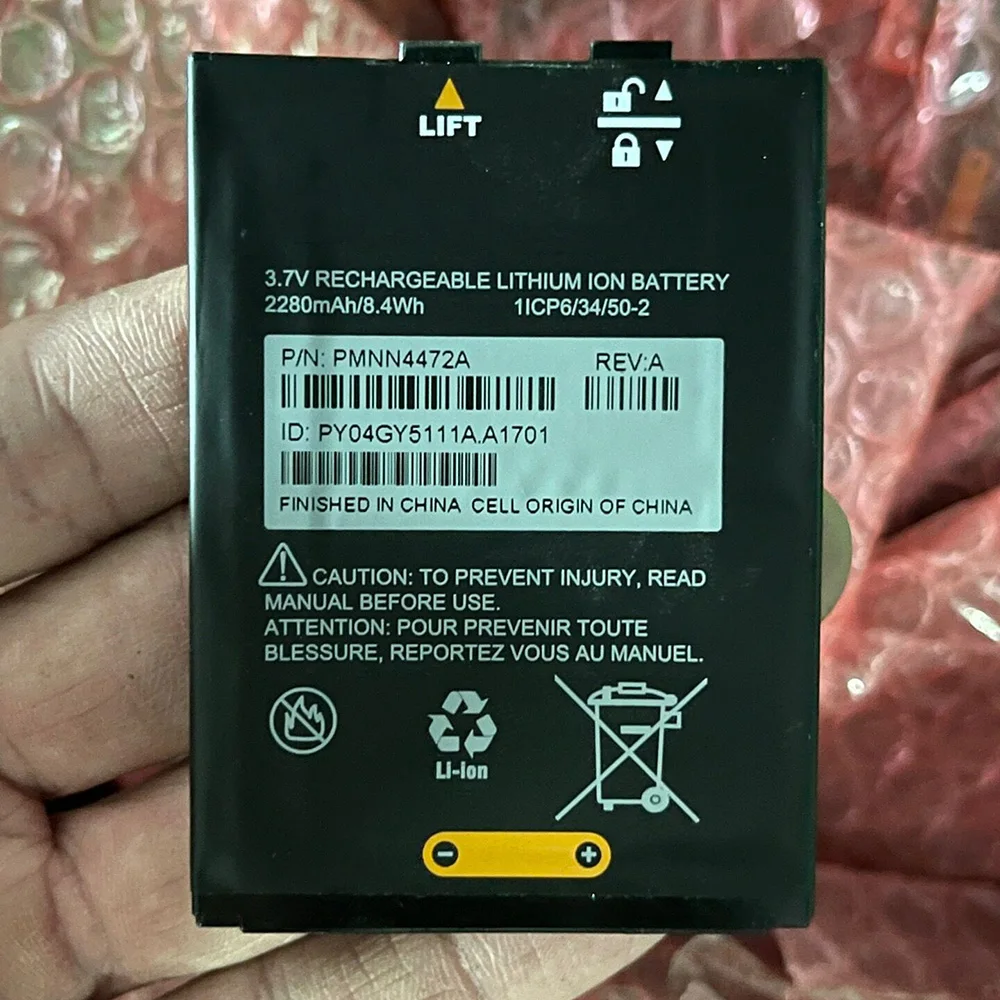 LIFT
3.7V RECHARGEABLE LITHIUM ION BATTERY
2280mAh/8.4Wh 1ICP6/34/50-2
P/N: PMNN4472A REV:A
ID: PY04GY5111A.A1701
FINISHED IN CHINA CELL ORIGIN OF CHINA
CAUTION: TO PREVENT INJURY, READ
MANUAL BEFORE USE.
ATTENTION: POUR PREVENIR TOUTE
BLESSURE, REPORTEZ VOUS AU MANUEL.
Li-ion
- +